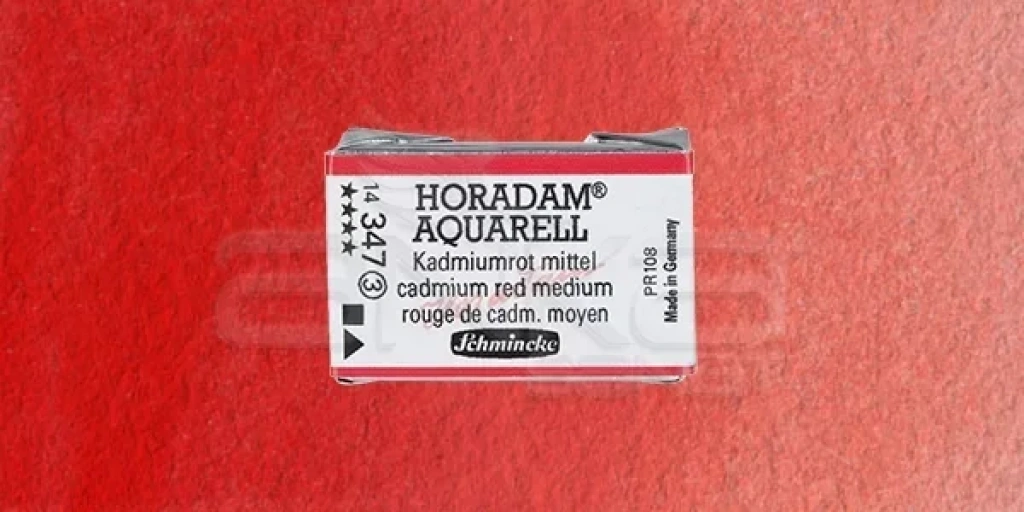 HORADAM®
AQUARELL
Kadmiumrot mittel
cadmium red medium
rouge de cadm. moyen
Schmincke
14 347 3
★★★★
PR108
Made in Germany